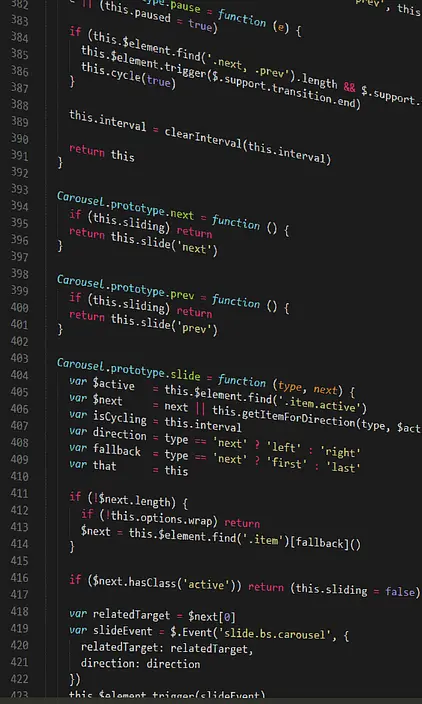 382 .prototype.pause = function (e) { prev', this
383 e || (this.paused = true)
384
385 if (this.$element.find('.next, .prev').length && $.support.
386 this.$element.trigger($.support.transition.end)
387 this.cycle(true)
388 }
389 this.interval = clearInterval(this.interval)
390
391 return this
392 }
393
394 Carousel.prototype.next = function () {
395 if (this.sliding) return
396 return this.slide('next')
397 }
398
399 Carousel.prototype.prev = function () {
400 if (this.sliding) return
401 return this.slide('prev')
402 }
403
404 Carousel.prototype.slide = function (type, next) {
405 var $active = this.$element.find('.item.active')
406 var $next = next || this.getItemForDirection(type, $act
407 var isCycling = this.interval
408 var direction = type == 'next' ? 'left' : 'right'
409 var fallback = type == 'next' ? 'first' : 'last'
410 var that = this
411
412 if (!$next.length) {
413 if (!this.options.wrap) return
414 $next = this.$element.find('.item')[fallback]()
415 }
416
417 if ($next.hasClass('active')) return (this.sliding = false)
418
419 var relatedTarget = $next[0]
420 var slideEvent = $.Event('slide.bs.carousel', {
421 relatedTarget: relatedTarget,
422 direction: direction
423 })
this.$element.trigger(slideEvent)